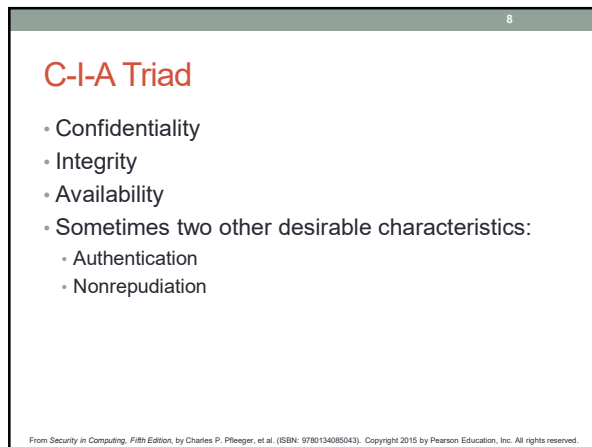 8
C-I-A Triad
• Confidentiality
• Integrity
• Availability
• Sometimes two other desirable characteristics:
• Authentication
• Nonrepudiation
From Security in Computing, Fifth Edition, by Charles P. Pfleeger, et al. (ISBN: 9780134085043). Copyright 2015 by Pearson Education, Inc. All rights reserved.